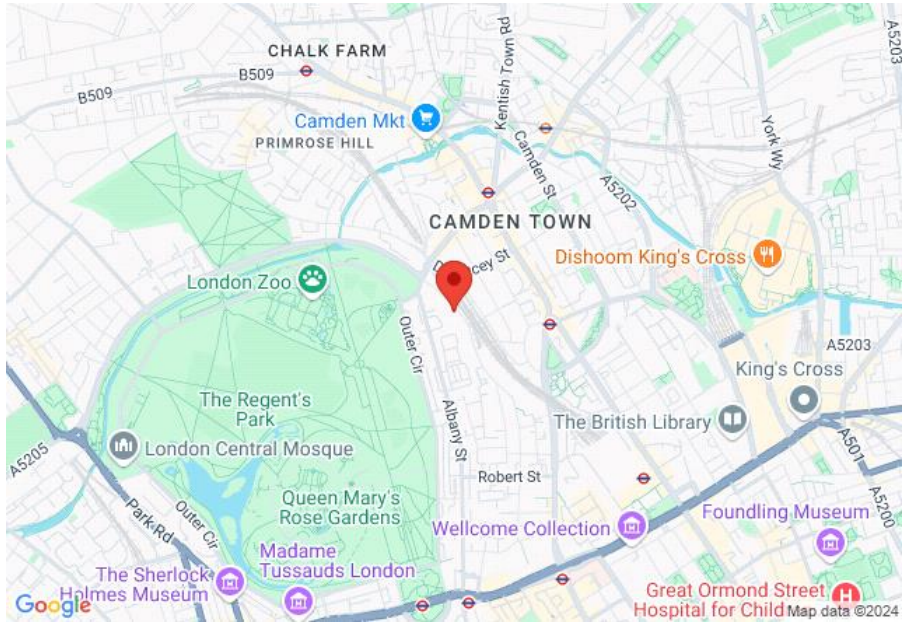 CHALK FARM
B509
B509
Kentish Town Rd
A5203
Camden Mkt
PRIMROSE HILL
Camden St
A5202
York Wy
CAMDEN TOWN
Dishoom King's Cross
London Zoo
Outer Cir
A5203
King's Cross
The Regent's
Park
Albany St
The British Library
A5205
London Central Mosque
Robert St
A501
A5200
Park Rd
Outer Cir
Queen Mary's
Rose Gardens
Wellcome Collection
Foundling Museum
Madame
Tussauds London
The Sherlock
Holmes Museum
Great Ormond Street
Hospital for Child
Google
Map data ©2024